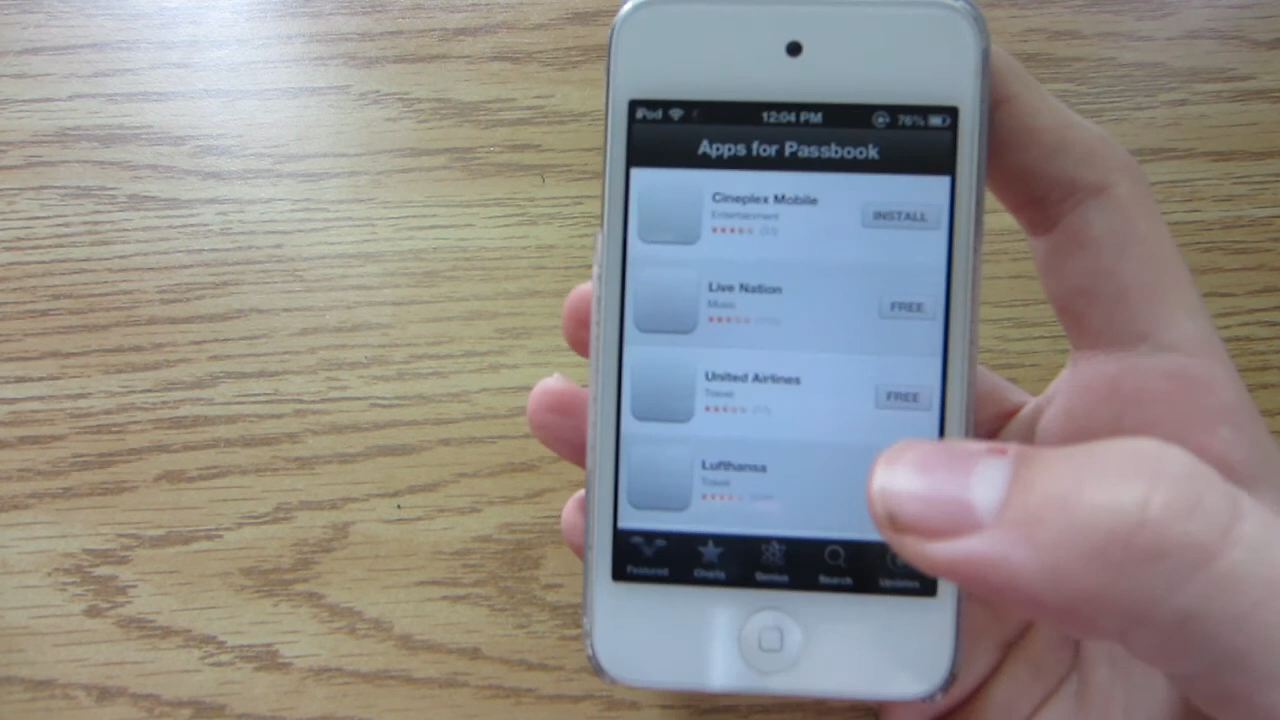 iPod 12:04 PM 76%
Apps for Passbook
Cineplex Mobile
Entertainment
INSTALL
Live Nation
Music
FREE
United Airlines
Travel
FREE
Lufthansa
Travel
Featured Charts Genius Search Updates